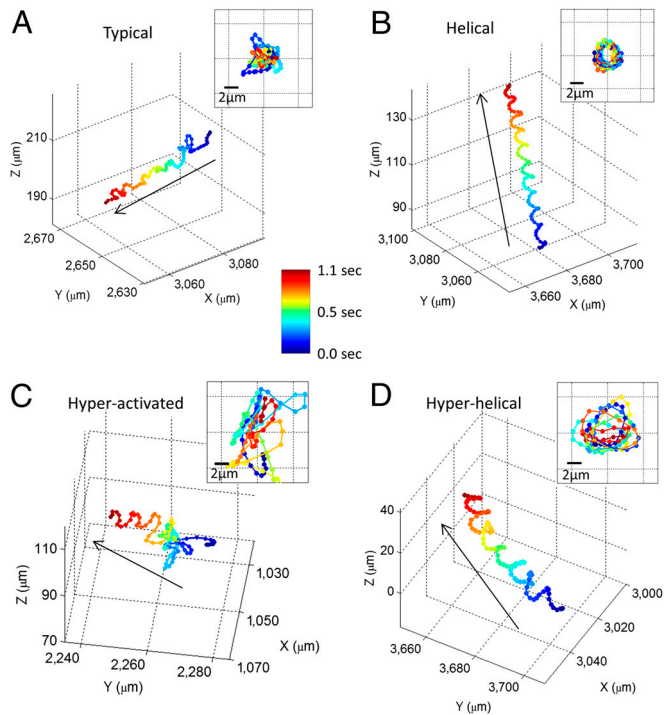 A
Typical
2μm
Z (μm)
210
190
2,670
2,650
2,630
Y (μm)
3,060
3,080
X (μm)
B
Helical
2μm
Z (μm)
130
110
90
3,100
3,080
3,060
Y (μm)
3,660
3,680
3,700
X (μm)
1.1 sec
0.5 sec
0.0 sec
C
Hyper-activated
2μm
Z (μm)
110
90
70
2,240
2,260
2,280
Y (μm)
1,030
1,050
1,070
X (μm)
D
Hyper-helical
2μm
Z (μm)
40
20
0
3,660
3,680
3,700
Y (μm)
3,000
3,020
3,040
X (μm)